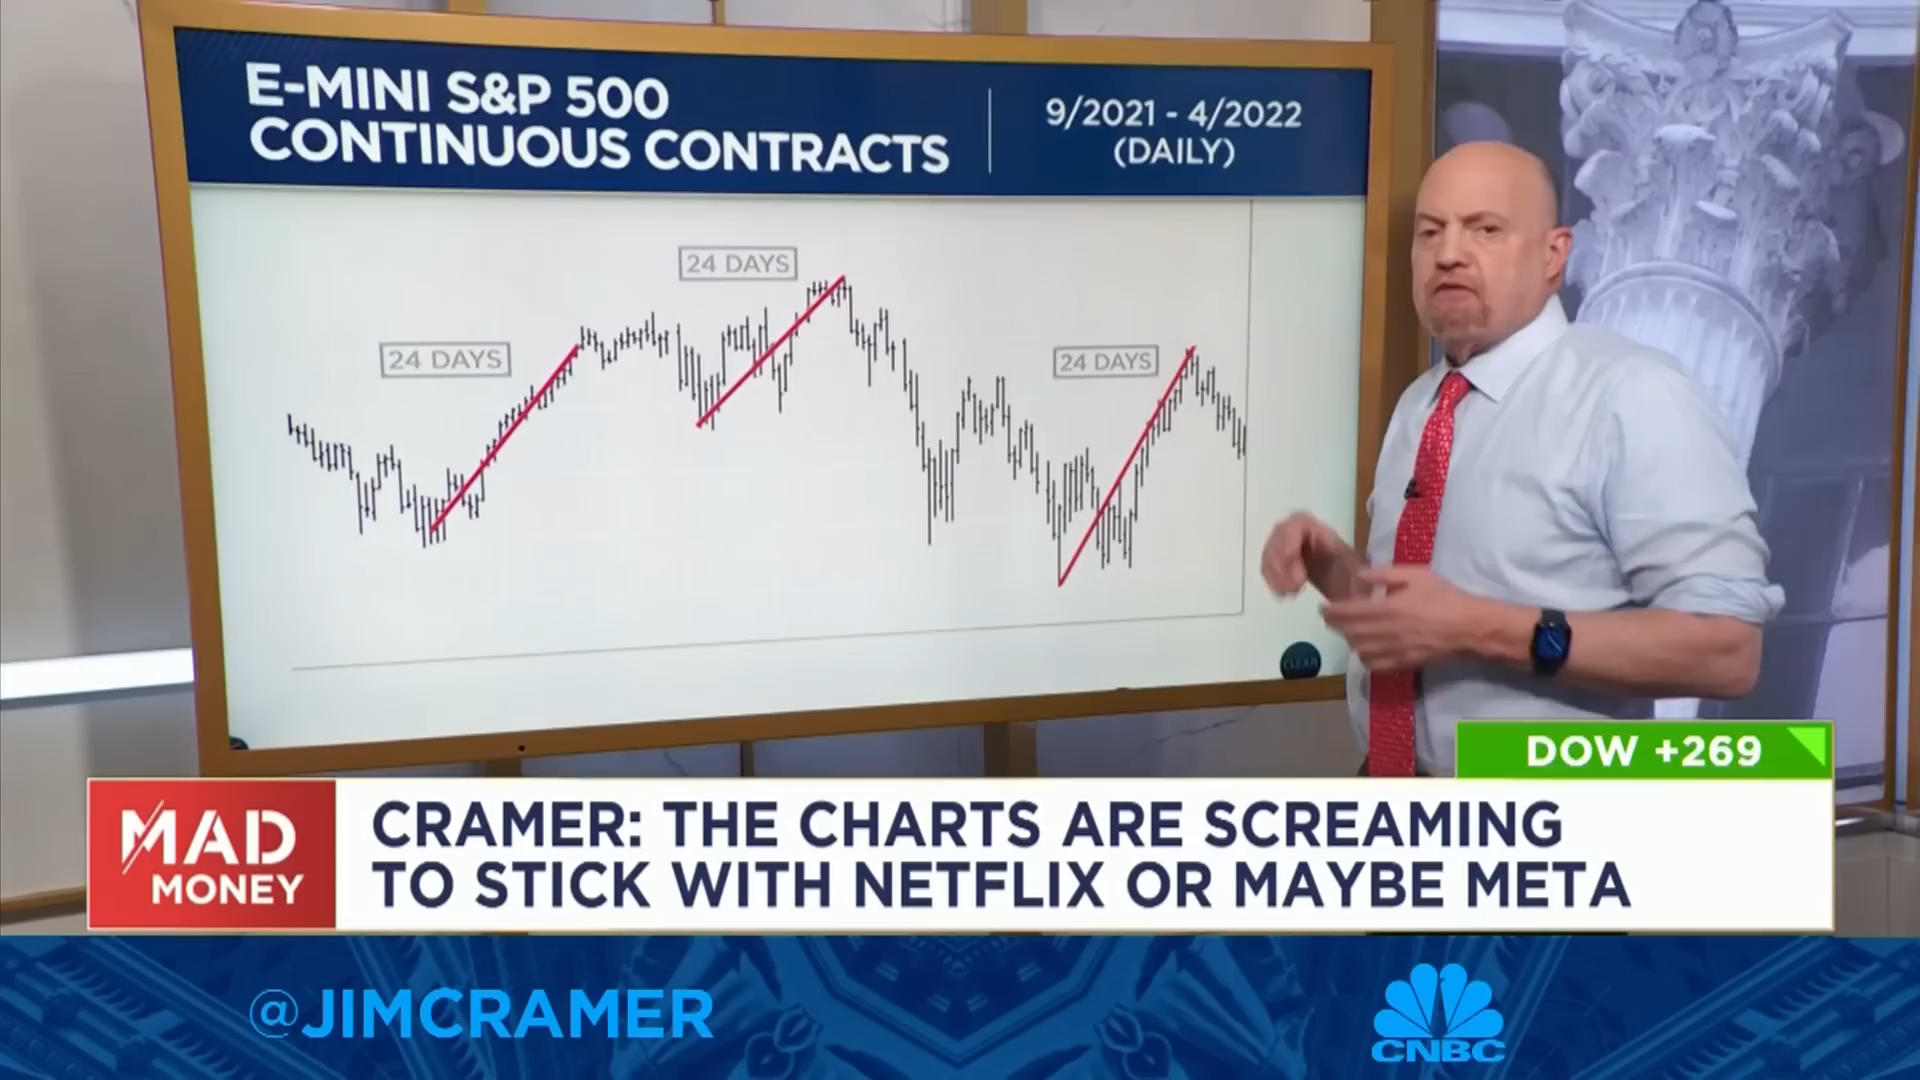 E-MINI S&P 500
CONTINUOUS CONTRACTS
9/2021 - 4/2022
(DAILY)
24 DAYS
24 DAYS
24 DAYS
CLEAR
DOW +269
MAD
MONEY
CRAMER: THE CHARTS ARE SCREAMING
TO STICK WITH NETFLIX OR MAYBE META
@JIMCRAMER
CNBC